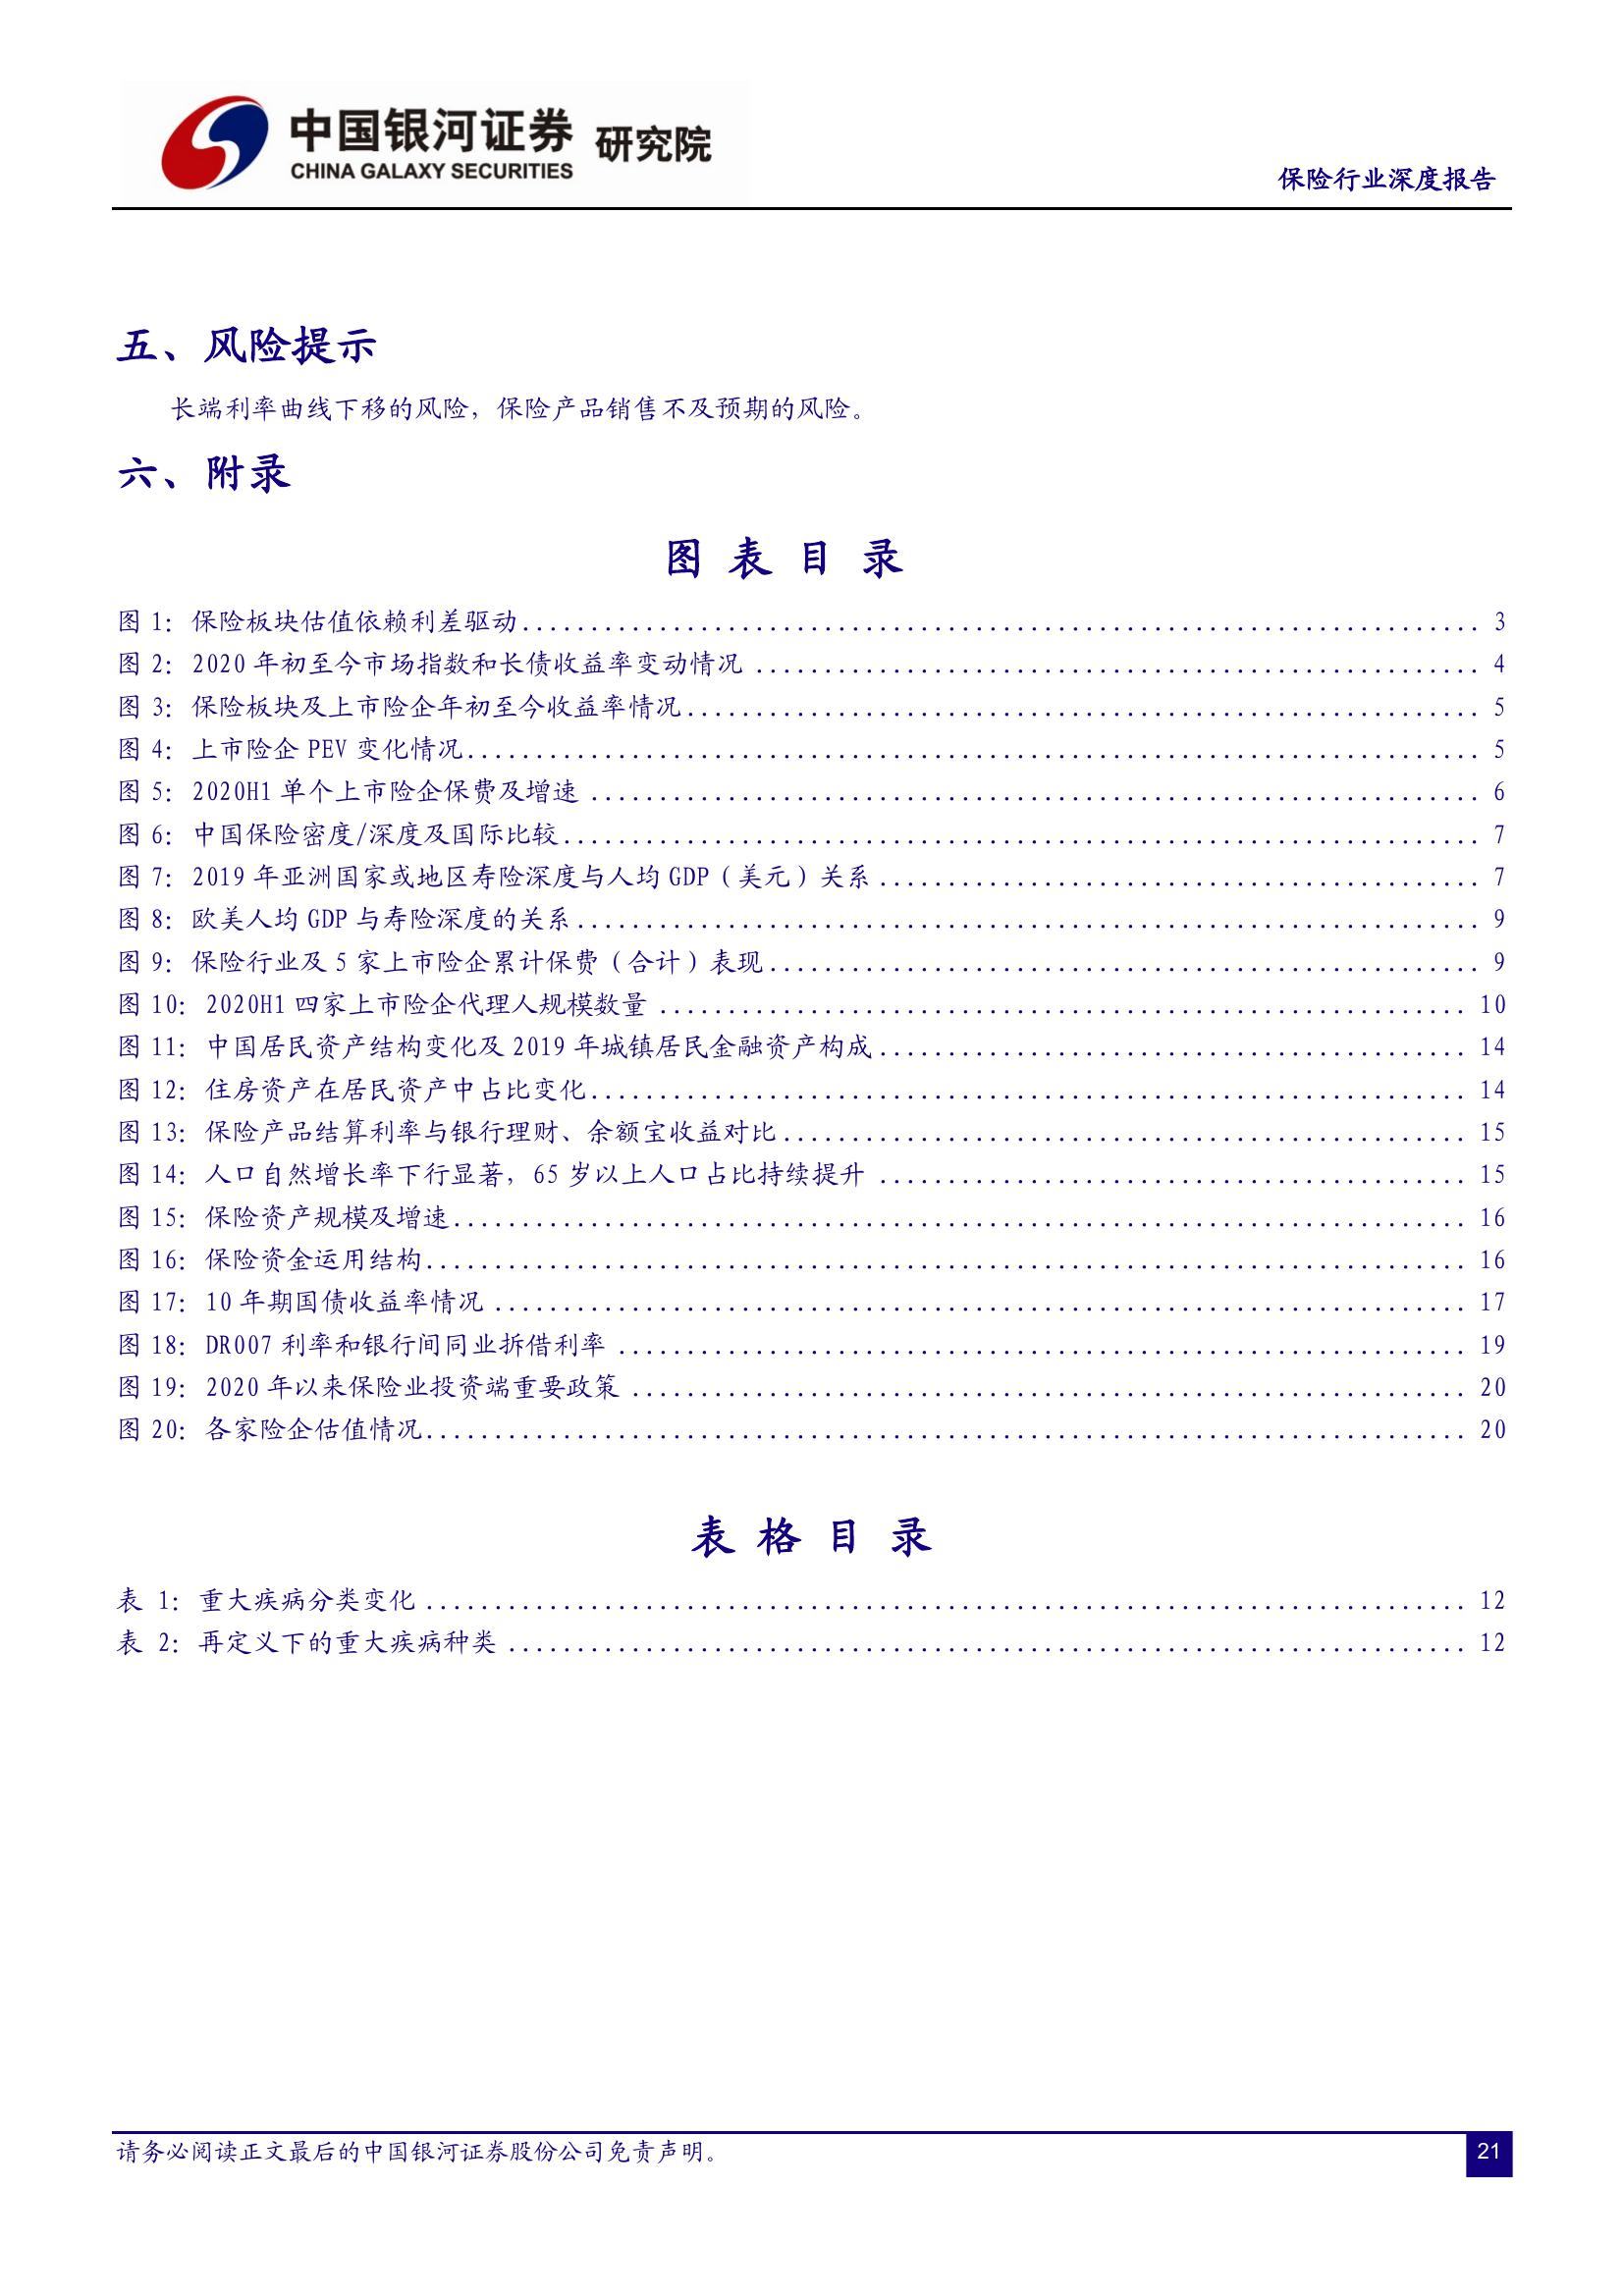 中国银河证券 研究院
CHINA GALAXY SECURITIES
保险行业深度报告
五、风险提示
长端利率曲线下移的风险，保险产品销售不及预期的风险。
六、附录
图 表 目 录
图 1：保险板块估值依赖利差驱动...................................................................... 3
图 2：2020 年初至今市场指数和长债收益率变动情况 ..................................................... 4
图 3：保险板块及上市险企年初至今收益率情况.......................................................... 5
图 4：上市险企 PEV 变化情况.......................................................................... 5
图 5：2020H1 单个上市险企保费及增速 ................................................................. 6
图 6：中国保险密度/深度及国际比较................................................................... 7
图 7：2019 年亚洲国家或地区寿险深度与人均 GDP（美元）关系 ............................................ 7
图 8：欧美人均 GDP 与寿险深度的关系.................................................................. 9
图 9：保险行业及 5 家上市险企累计保费（合计）表现.................................................... 9
图 10：2020H1 四家上市险企代理人规模数量 ........................................................... 10
图 11：中国居民资产结构变化及 2019 年城镇居民金融资产构成........................................... 14
图 12：住房资产在居民资产中占比变化................................................................ 14
图 13：保险产品结算利率与银行理财、余额宝收益对比.................................................. 15
图 14：人口自然增长率下行显著，65 岁以上人口占比持续提升 ........................................... 15
图 15：保险资产规模及增速.......................................................................... 16
图 16：保险资金运用结构............................................................................ 16
图 17：10 年期国债收益率情况 ....................................................................... 17
图 18：DR007 利率和银行间同业拆借利率 .............................................................. 19
图 19：2020 年以来保险业投资端重要政策 ............................................................. 20
图 20：各家险企估值情况............................................................................ 20
表 格 目 录
表 1：重大疾病分类变化 ............................................................................ 12
表 2：再定义下的重大疾病种类 ...................................................................... 12
请务必阅读正文最后的中国银河证券股份公司免责声明。
21